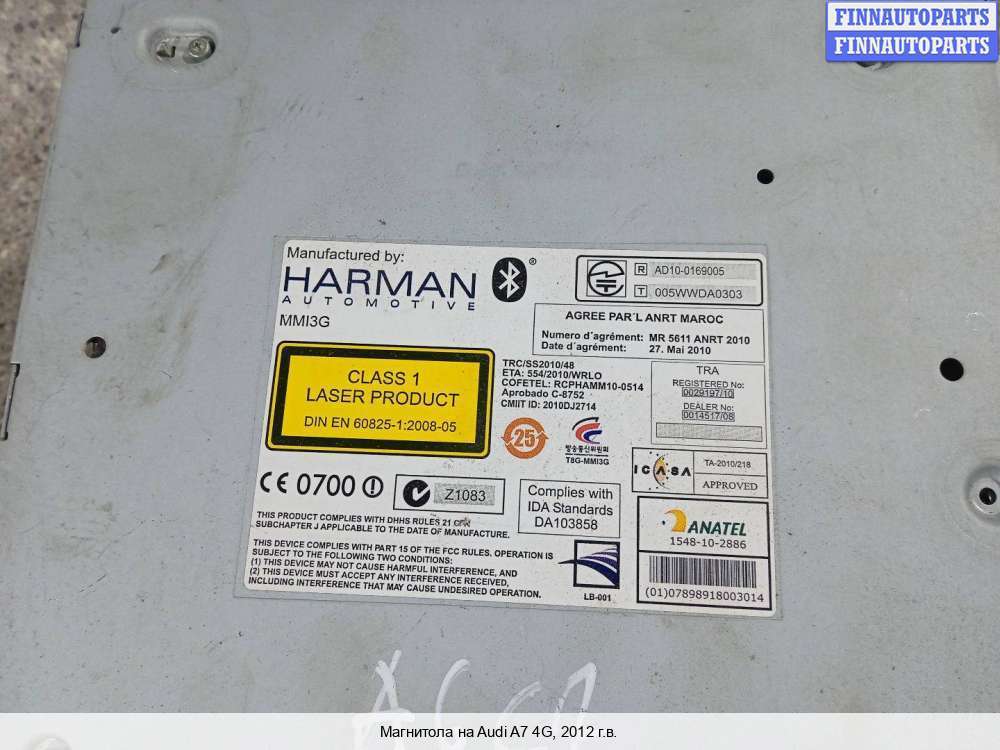 FINNAUTOPARTS
FINNAUTOPARTS
Manufactured by:
HARMAN
AUTOMOTIVE
MMI3G
R AD10-0169005
T 005WWDA0303
AGREE PAR´L ANRT MAROC
Numero d´agrément: MR 5611 ANRT 2010
Date d´agrément: 27. Mai 2010
CLASS 1
LASER PRODUCT
DIN EN 60825-1:2008-05
TRC/SS2010/48
ETA: 554/2010/WRLO
COFETEL: RCPHAMM10-0514
Aprobado C-8752
CMIIT ID: 2010DJ2714
TRA
REGISTERED No:
0029197/10
DEALER No:
0014517/08
25
방송통신위원회
T8G-MMI3G
ICASA
TA-2010/218
APPROVED
CE 0700
Z1083
Complies with
IDA Standards
DA103858
ANATEL
1548-10-2886
(01)07898918003014
THIS PRODUCT COMPLIES WITH DHHS RULES 21 CFR
SUBCHAPTER J APPLICABLE TO THE DATE OF MANUFACTURE.
THIS DEVICE COMPLIES WITH PART 15 OF THE FCC RULES. OPERATION IS
SUBJECT TO THE FOLLOWING TWO CONDITIONS:
(1) THIS DEVICE MAY NOT CAUSE HARMFUL INTERFERENCE, AND
(2) THIS DEVICE MUST ACCEPT ANY INTERFERENCE RECEIVED,
INCLUDING INTERFERENCE THAT MAY CAUSE UNDESIRED OPERATION.
LB-001
Магнитола на Audi A7 4G, 2012 г.в.